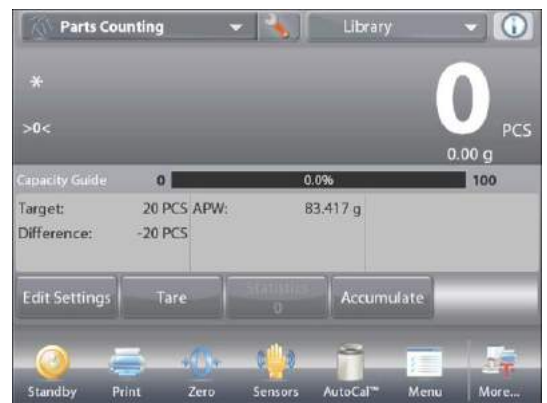 Parts Counting
Library
*
>0<
0
PCS
0.00 g
Capacity Guide 0 0.0% 100
Target: 20 PCS APW: 83.417 g
Difference: -20 PCS
Edit Settings Tare Statistics Accumulate
0
Standby Print Zero Sensors AutoCal™ Menu More...